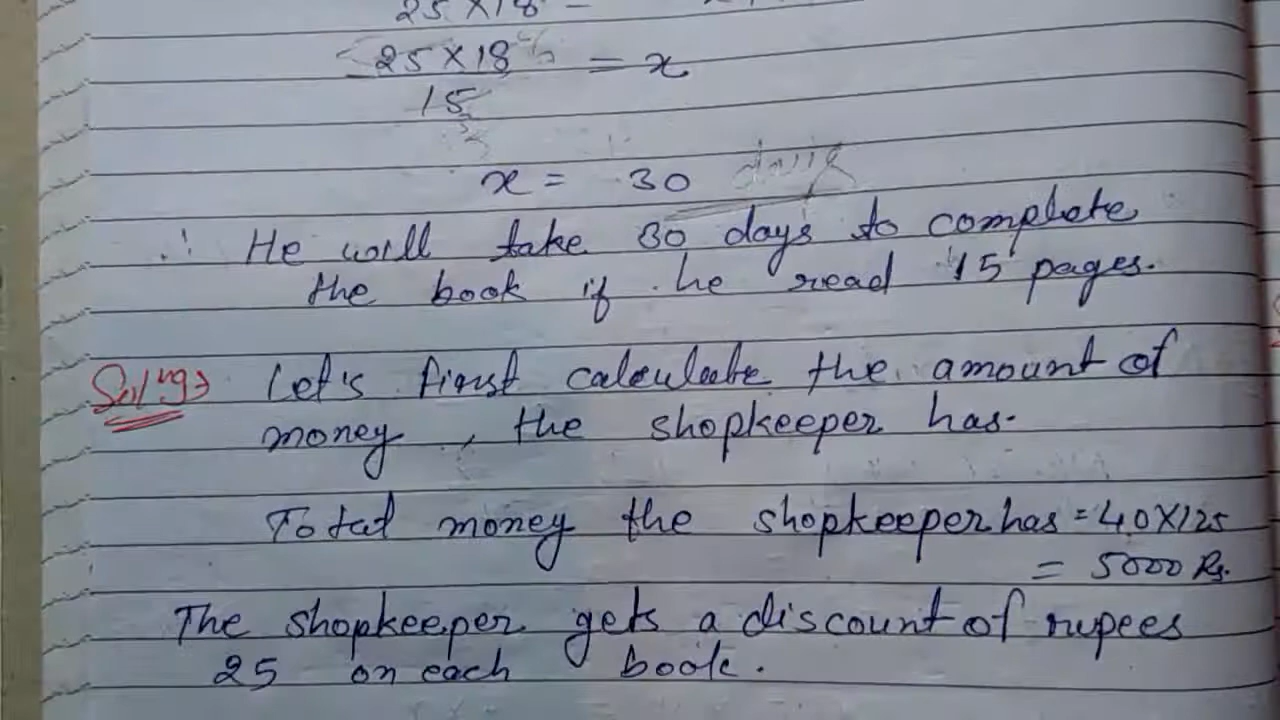 25 × 18 =
25 × 18 = x
15
x = 30
∴ He will take 30 days to complete
the book if he read 15 pages.
Let's first calculate the amount of
money, the shopkeeper has.
Total money the shopkeeper has = 40 × 125
= 5000 Rs.
The shopkeeper gets a discount of rupees
25 on each book.